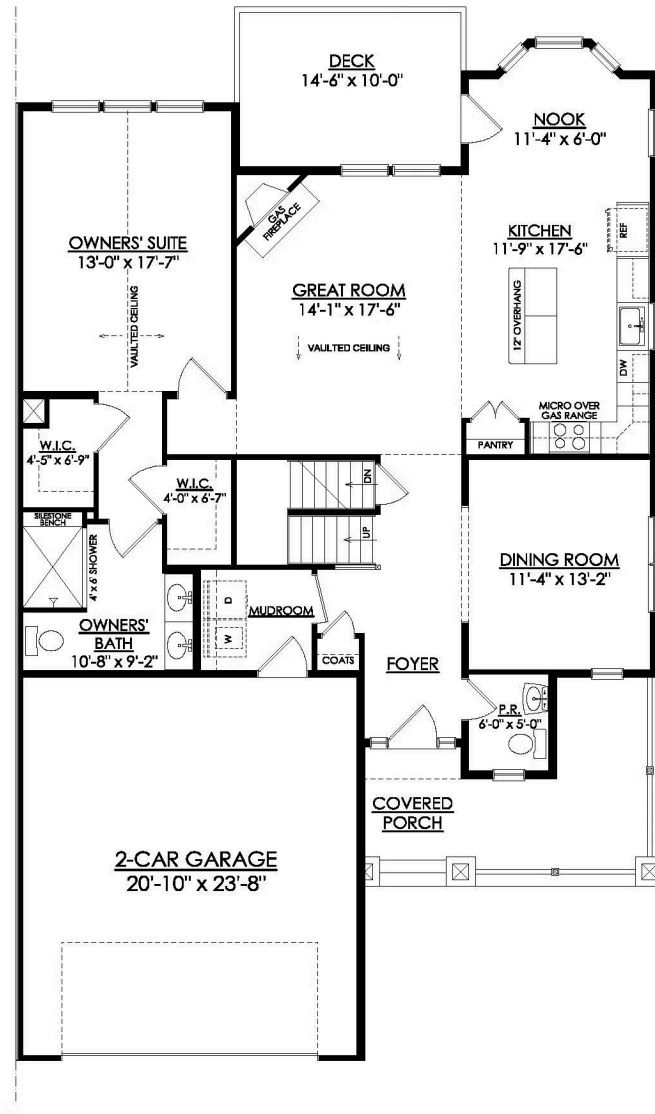 DECK
14'-6" x 10'-0"
NOOK
11'-4" x 6'-0"
GAS
FIREPLACE
REF
OWNERS' SUITE
13'-0" x 17'-7"
VAULTED CEILING
KITCHEN
11'-9" x 17'-6"
GREAT ROOM
14'-1" x 17'-6"
VAULTED CEILING
12" OVERHANG
DW
MICRO OVER
GAS RANGE
PANTRY
W.I.C.
4'-5" x 6'-9"
W.I.C.
4'-0" x 6'-7"
DN
UP
SILESTONE
BENCH
4' x 6' SHOWER
DINING ROOM
11'-4" x 13'-2"
D
W
MUDROOM
OWNERS'
BATH
10'-8" x 9'-2"
COATS
FOYER
P.R.
6'-0" x 5'-0"
COVERED
PORCH
2-CAR GARAGE
20'-10" x 23'-8"